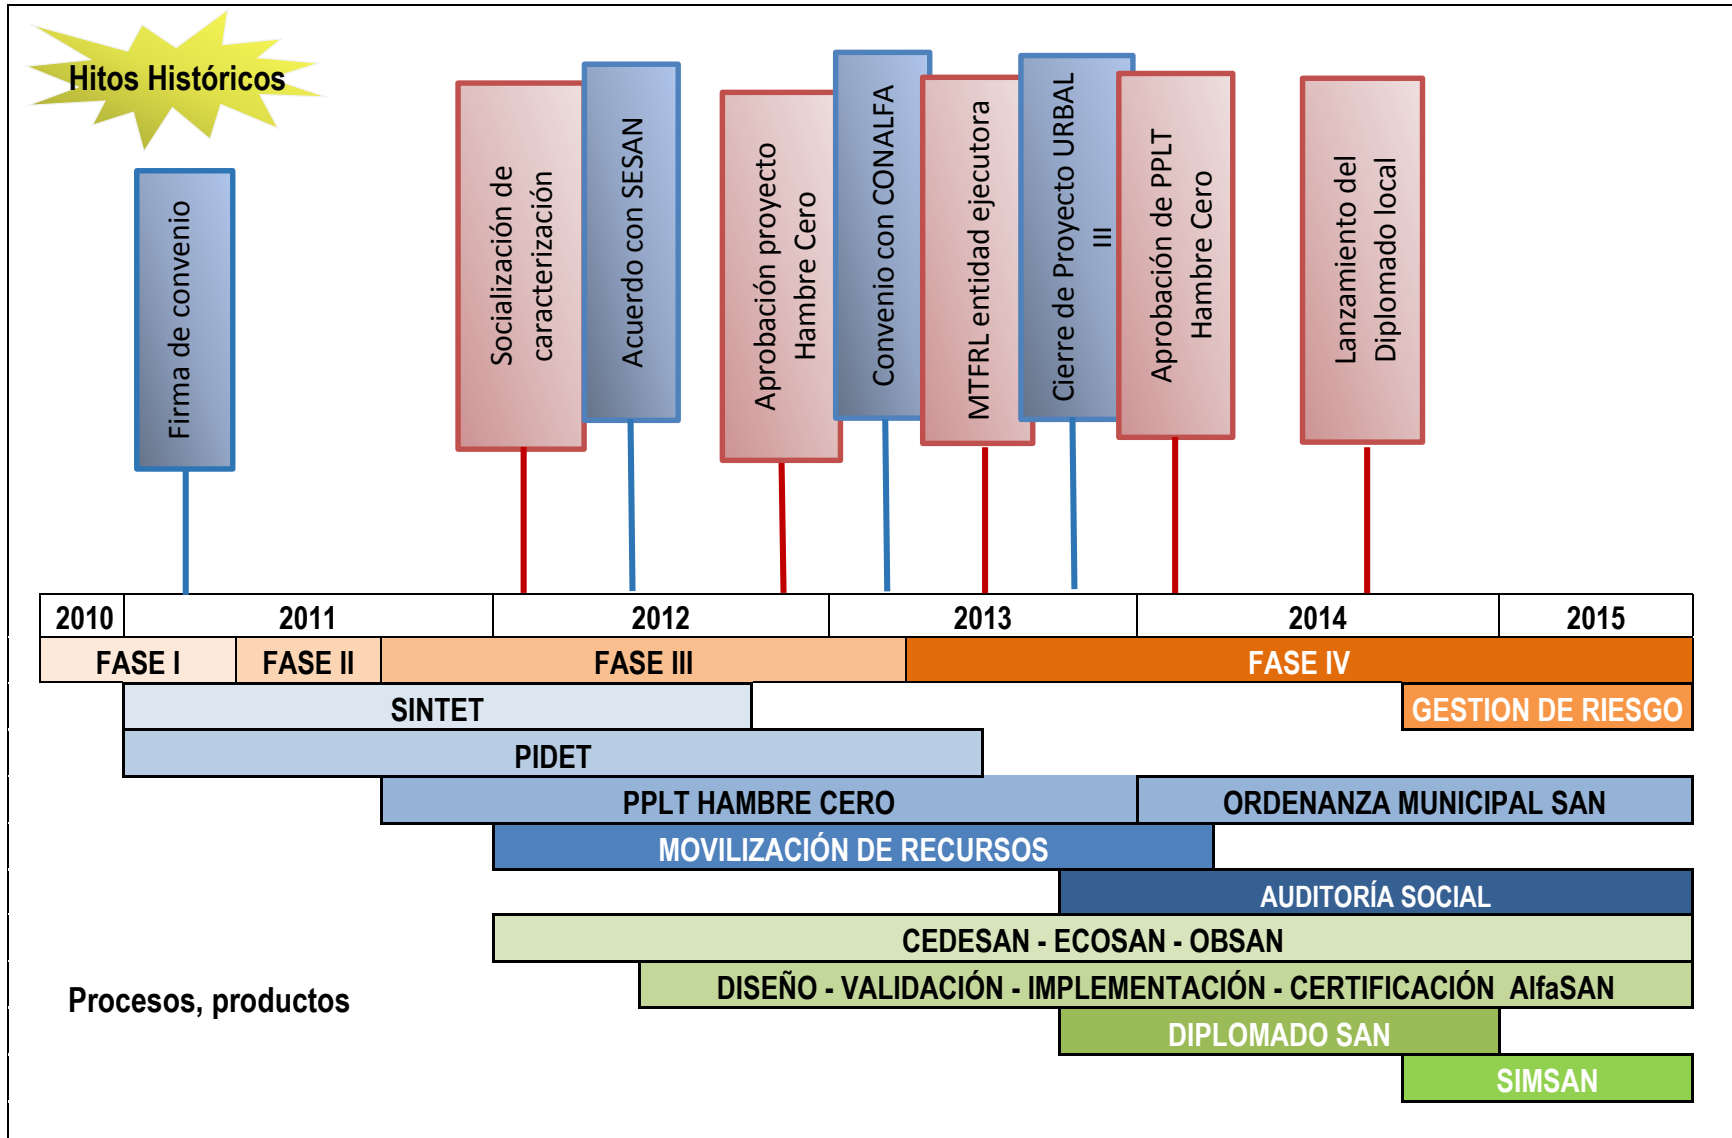 Hitos Históricos
Firma de convenio
Socialización de
caracterización
Acuerdo con SESAN
Aprobación proyecto
Hambre Cero
Convenio con CONALFA
MTFRL entidad ejecutora
Cierre de Proyecto URBAL
III
Aprobación de PPLT
Hambre Cero
Lanzamiento del
Diplomado local
2010 2011 2012 2013 2014 2015
FASE I FASE II FASE III FASE IV
SINTET GESTION DE RIESGO
PIDET
PPLT HAMBRE CERO ORDENANZA MUNICIPAL SAN
MOVILIZACIÓN DE RECURSOS
AUDITORÍA SOCIAL
CEDESAN - ECOSAN - OBSAN
DISEÑO - VALIDACIÓN - IMPLEMENTACIÓN - CERTIFICACIÓN AlfaSAN
Procesos, productos
DIPLOMADO SAN
SIMSAN